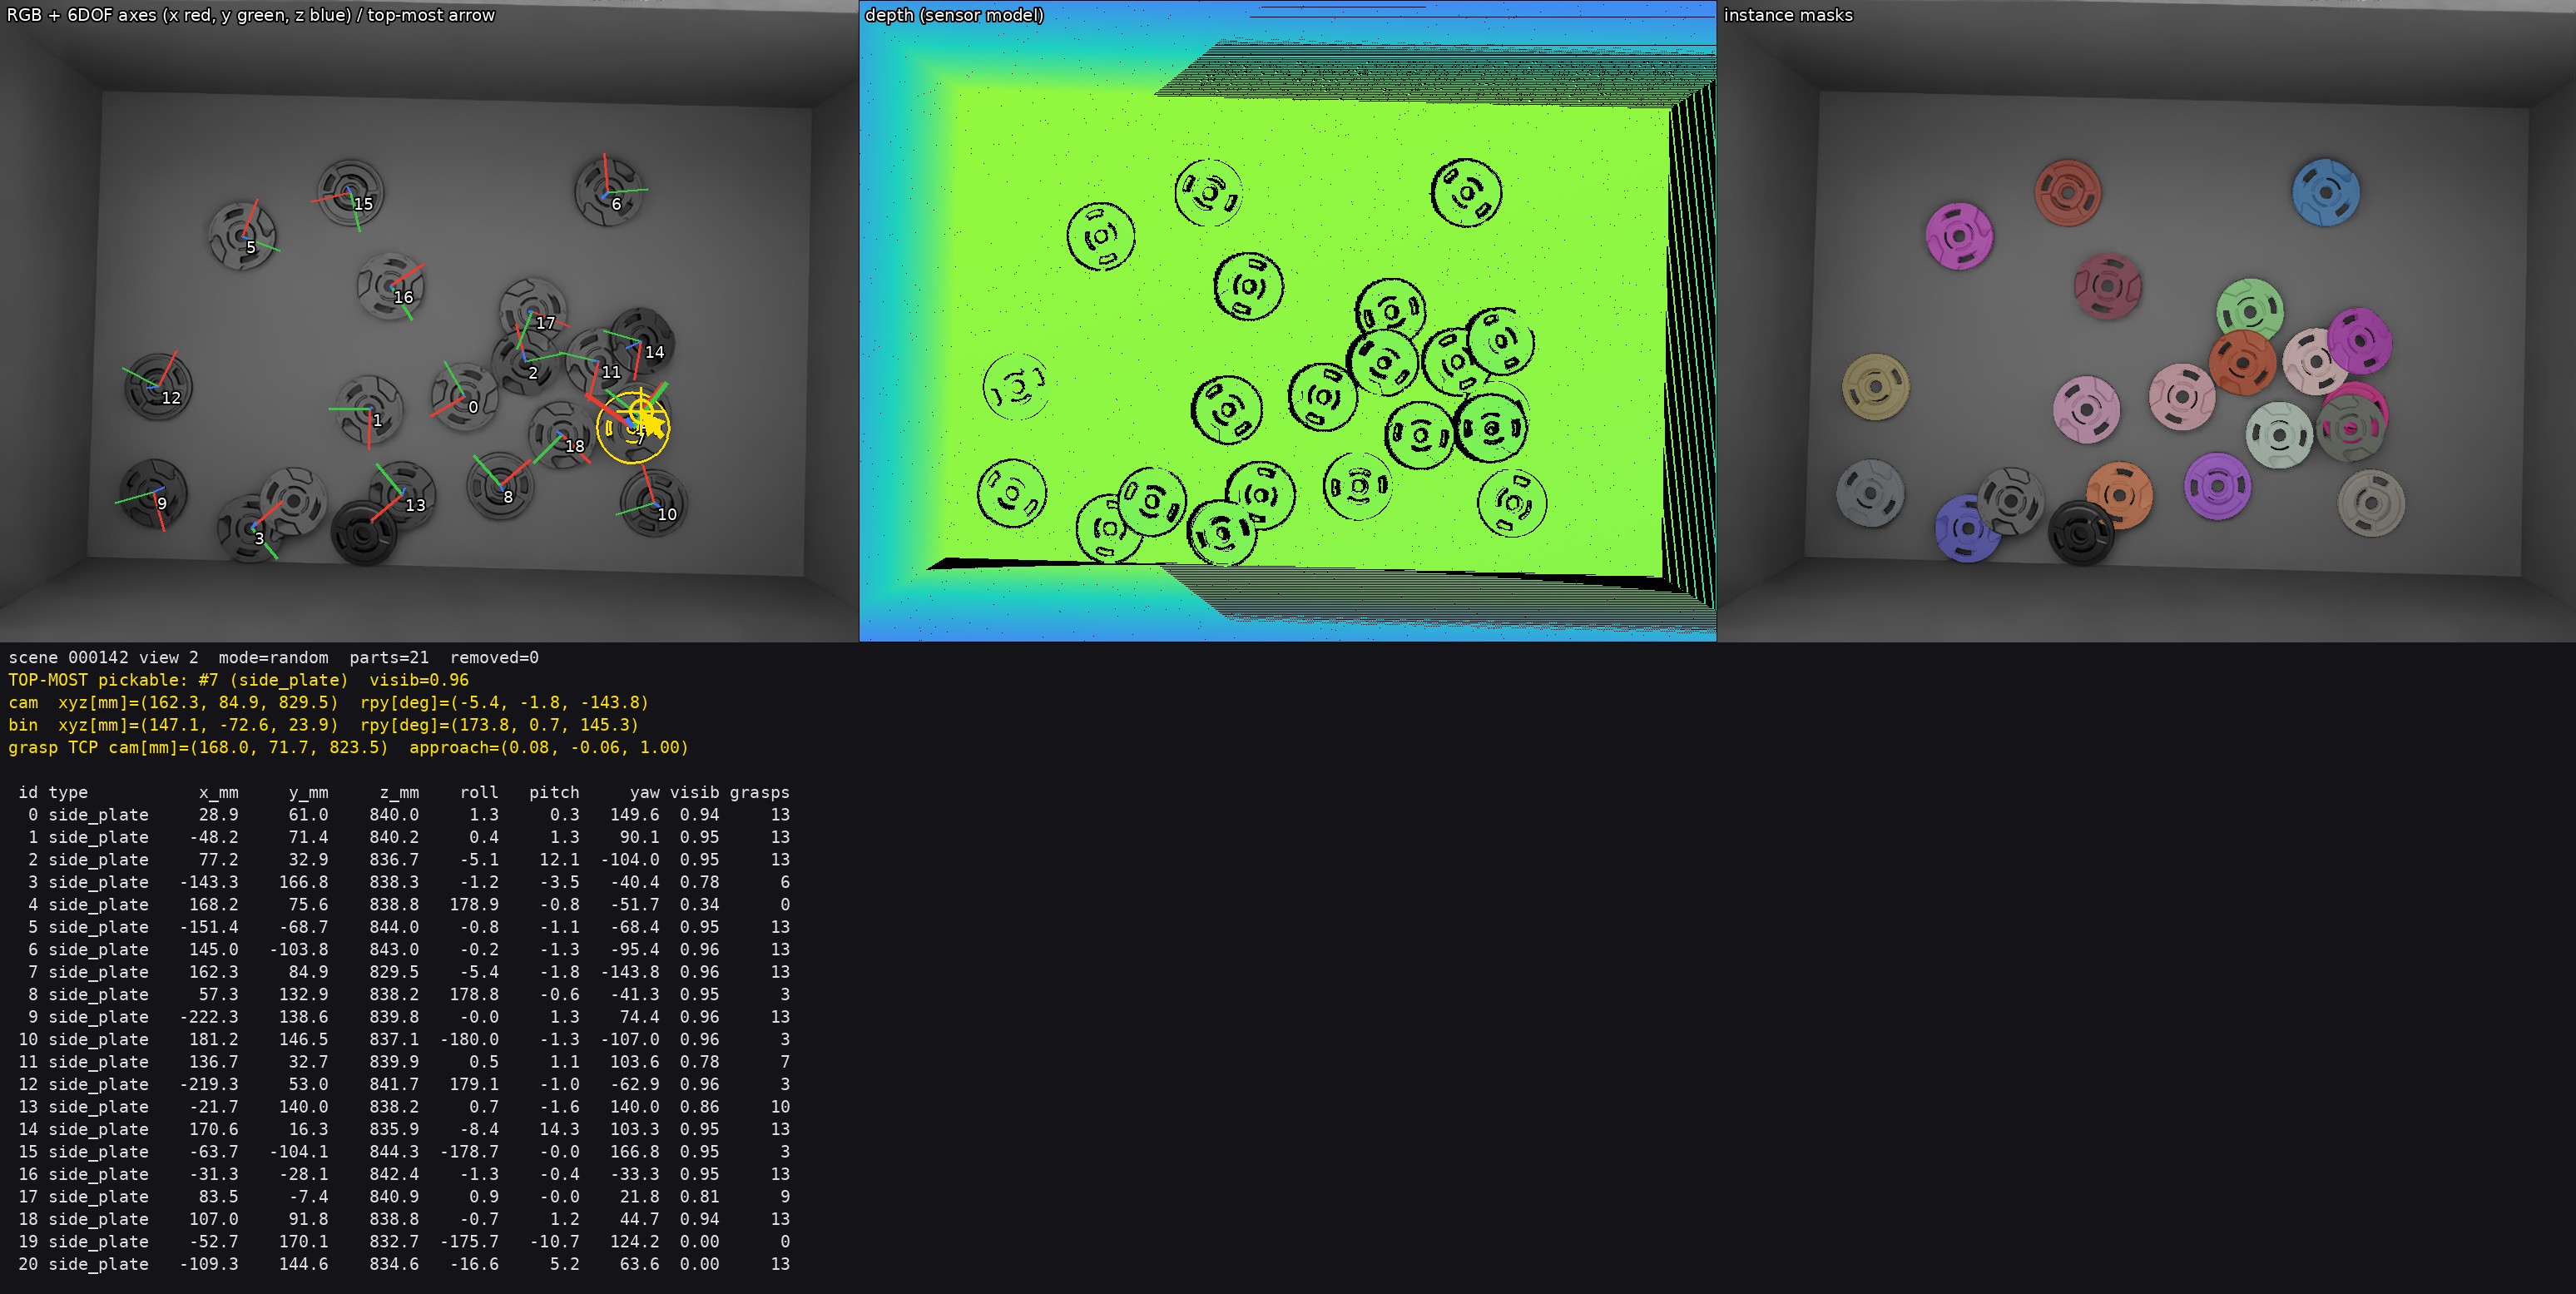 RGB + 6DOF axes (x red, y green, z blue) / top-most arrow
depth (sensor model)
instance masks
15
6
5
16
17
14
2
11
12
0
1
7
18
9
8
13
10
3
scene 000142 view 2  mode=random  parts=21  removed=0
TOP-MOST pickable: #7 (side_plate)  visib=0.96
cam  xyz[mm]=(162.3, 84.9, 829.5)  rpy[deg]=(-5.4, -1.8, -143.8)
bin  xyz[mm]=(147.1, -72.6, 23.9)  rpy[deg]=(173.8, 0.7, 145.3)
grasp TCP cam[mm]=(168.0, 71.7, 823.5)  approach=(0.08, -0.06, 1.00)
id type x_mm y_mm z_mm roll pitch yaw visib grasps
0 side_plate 28.9 61.0 840.0 1.3 0.3 149.6 0.94 13
1 side_plate -48.2 71.4 840.2 0.4 1.3 90.1 0.95 13
2 side_plate 77.2 32.9 836.7 -5.1 12.1 -104.0 0.95 13
3 side_plate -143.3 166.8 838.3 -1.2 -3.5 -40.4 0.78 6
4 side_plate 168.2 75.6 838.8 178.9 -0.8 -51.7 0.34 0
5 side_plate -151.4 -68.7 844.0 -0.8 -1.1 -68.4 0.95 13
6 side_plate 145.0 -103.8 843.0 -0.2 -1.3 -95.4 0.96 13
7 side_plate 162.3 84.9 829.5 -5.4 -1.8 -143.8 0.96 13
8 side_plate 57.3 132.9 838.2 178.8 -0.6 -41.3 0.95 3
9 side_plate -222.3 138.6 839.8 -0.0 1.3 74.4 0.96 13
10 side_plate 181.2 146.5 837.1 -180.0 -1.3 -107.0 0.96 3
11 side_plate 136.7 32.7 839.9 0.5 1.1 103.6 0.78 7
12 side_plate -219.3 53.0 841.7 179.1 -1.0 -62.9 0.96 3
13 side_plate -21.7 140.0 838.2 0.7 -1.6 140.0 0.86 10
14 side_plate 170.6 16.3 835.9 -8.4 14.3 103.3 0.95 13
15 side_plate -63.7 -104.1 844.3 -178.7 -0.0 166.8 0.95 3
16 side_plate -31.3 -28.1 842.4 -1.3 -0.4 -33.3 0.95 13
17 side_plate 83.5 -7.4 840.9 0.9 -0.0 21.8 0.81 9
18 side_plate 107.0 91.8 838.8 -0.7 1.2 44.7 0.94 13
19 side_plate -52.7 170.1 832.7 -175.7 -10.7 124.2 0.00 0
20 side_plate -109.3 144.6 834.6 -16.6 5.2 63.6 0.00 13